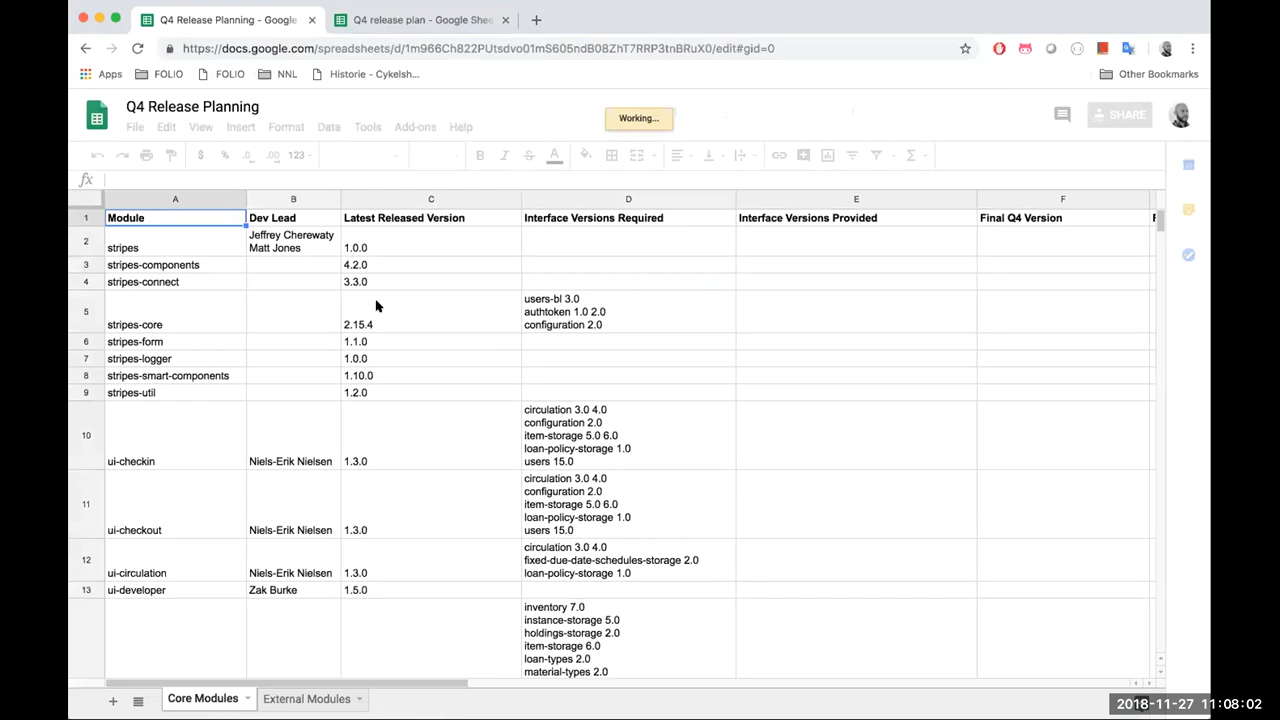 Q4 Release Planning - Google
Q4 release plan - Google Shee
https://docs.google.com/spreadsheets/d/1m966Ch822PUtsdvo01mS605ndB08ZhT7RRP3tnBRuX0/edit#gid=0
Apps FOLIO FOLIO NNL Historie - Cykelsh... Other Bookmarks
Q4 Release Planning
Working...
SHARE
File Edit View Insert Format Data Tools Add-ons Help
$ % .0 .00 123
fx
A B C D E F
1 Module Dev Lead Latest Released Version Interface Versions Required Interface Versions Provided Final Q4 Version
Jeffrey Cherewaty
2 stripes Matt Jones 1.0.0
3 stripes-components 4.2.0
4 stripes-connect 3.3.0
users-bl 3.0
5 authtoken 1.0 2.0
stripes-core 2.15.4 configuration 2.0
6 stripes-form 1.1.0
7 stripes-logger 1.0.0
8 stripes-smart-components 1.10.0
9 stripes-util 1.2.0
circulation 3.0 4.0
configuration 2.0
10 item-storage 5.0 6.0
loan-policy-storage 1.0
ui-checkin Niels-Erik Nielsen 1.3.0 users 15.0
circulation 3.0 4.0
configuration 2.0
11 item-storage 5.0 6.0
loan-policy-storage 1.0
ui-checkout Niels-Erik Nielsen 1.3.0 users 15.0
circulation 3.0 4.0
12 fixed-due-date-schedules-storage 2.0
ui-circulation Niels-Erik Nielsen 1.3.0 loan-policy-storage 1.0
13 ui-developer Zak Burke 1.5.0
inventory 7.0
instance-storage 5.0
holdings-storage 2.0
item-storage 6.0
loan-types 2.0
material-types 2.0
Core Modules External Modules
2018-11-27 11:08:02